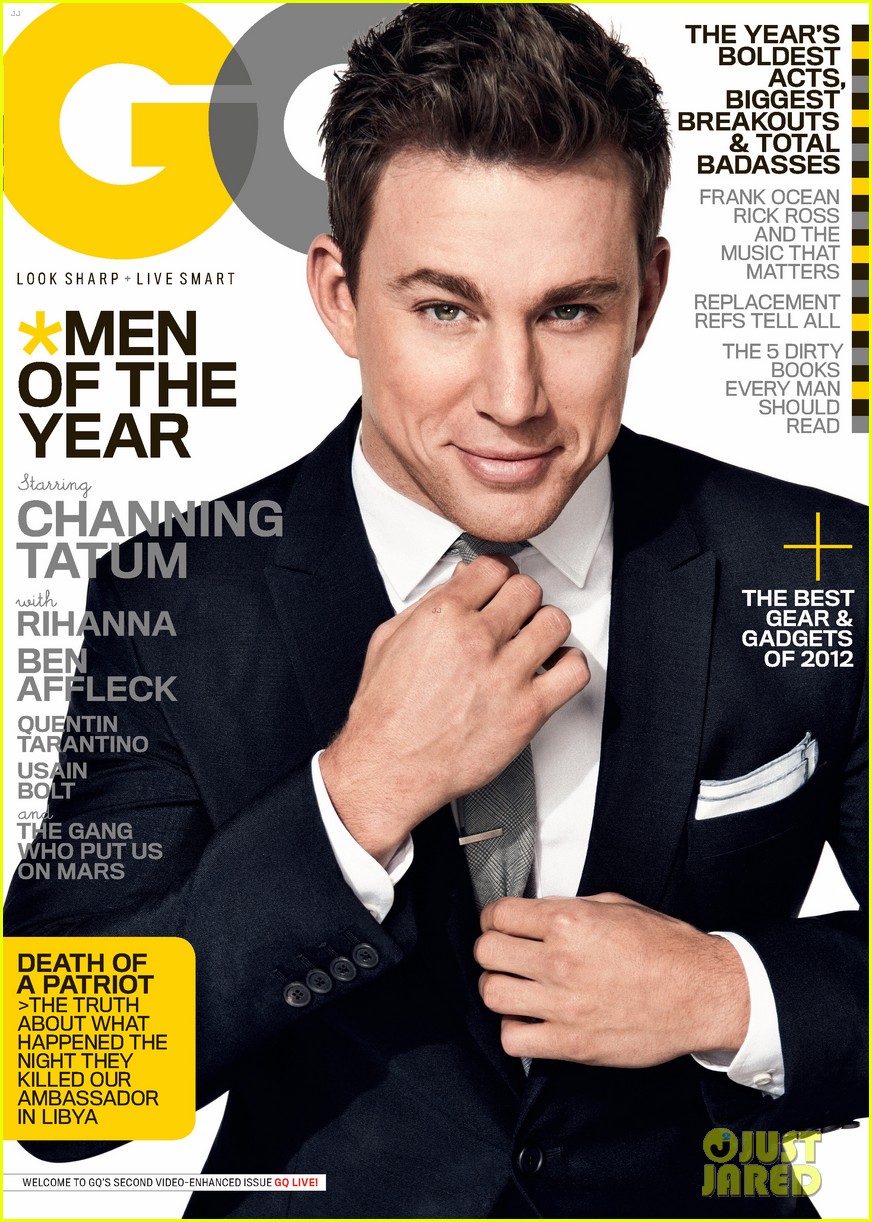 GQ
LOOK SHARP + LIVE SMART
*MEN
OF THE
YEAR
Starring
CHANNING
TATUM
with
RIHANNA
BEN
AFFLECK
QUENTIN
TARANTINO
USAIN
BOLT
and
THE GANG
WHO PUT US
ON MARS
DEATH OF
A PATRIOT
>THE TRUTH
ABOUT WHAT
HAPPENED THE
NIGHT THEY
KILLED OUR
AMBASSADOR
IN LIBYA
WELCOME TO GQ'S SECOND VIDEO-ENHANCED ISSUE GQ LIVE!
THE YEAR'S
BOLDEST
ACTS,
BIGGEST
BREAKOUTS
& TOTAL
BADASSES
FRANK OCEAN
RICK ROSS
AND THE
MUSIC THAT
MATTERS
REPLACEMENT
REFS TELL ALL
THE 5 DIRTY
BOOKS
EVERY MAN
SHOULD
READ
+
THE BEST
GEAR &
GADGETS
OF 2012
JUST
JARED
JJ
JJ